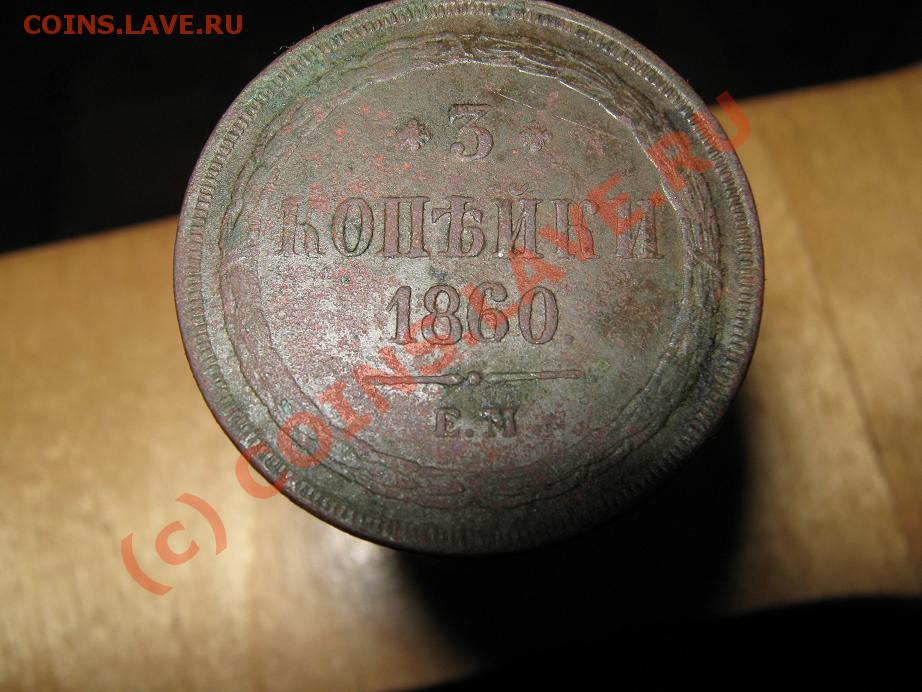 COINS.LAVE.RU
3
КОПѢЙКИ
1860
Е.М
(c) COINS.LAVE.RU